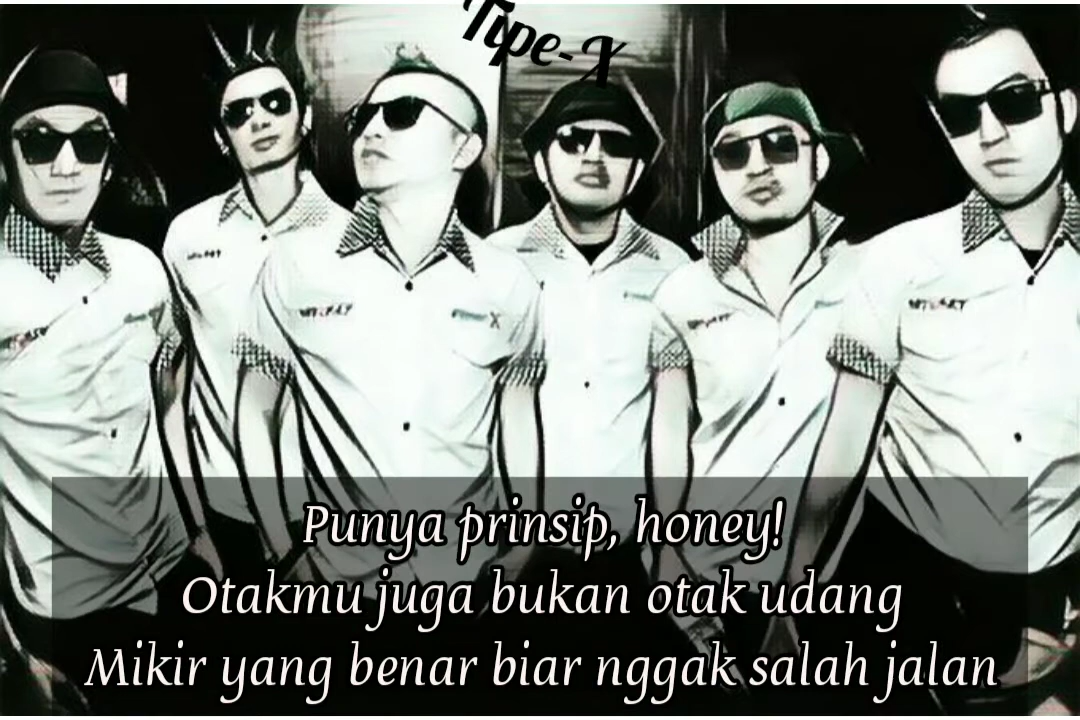 Tipe-X
Punya prinsip, honey!
Otakmu juga bukan otak udang
Mikir yang benar biar nggak salah jalan